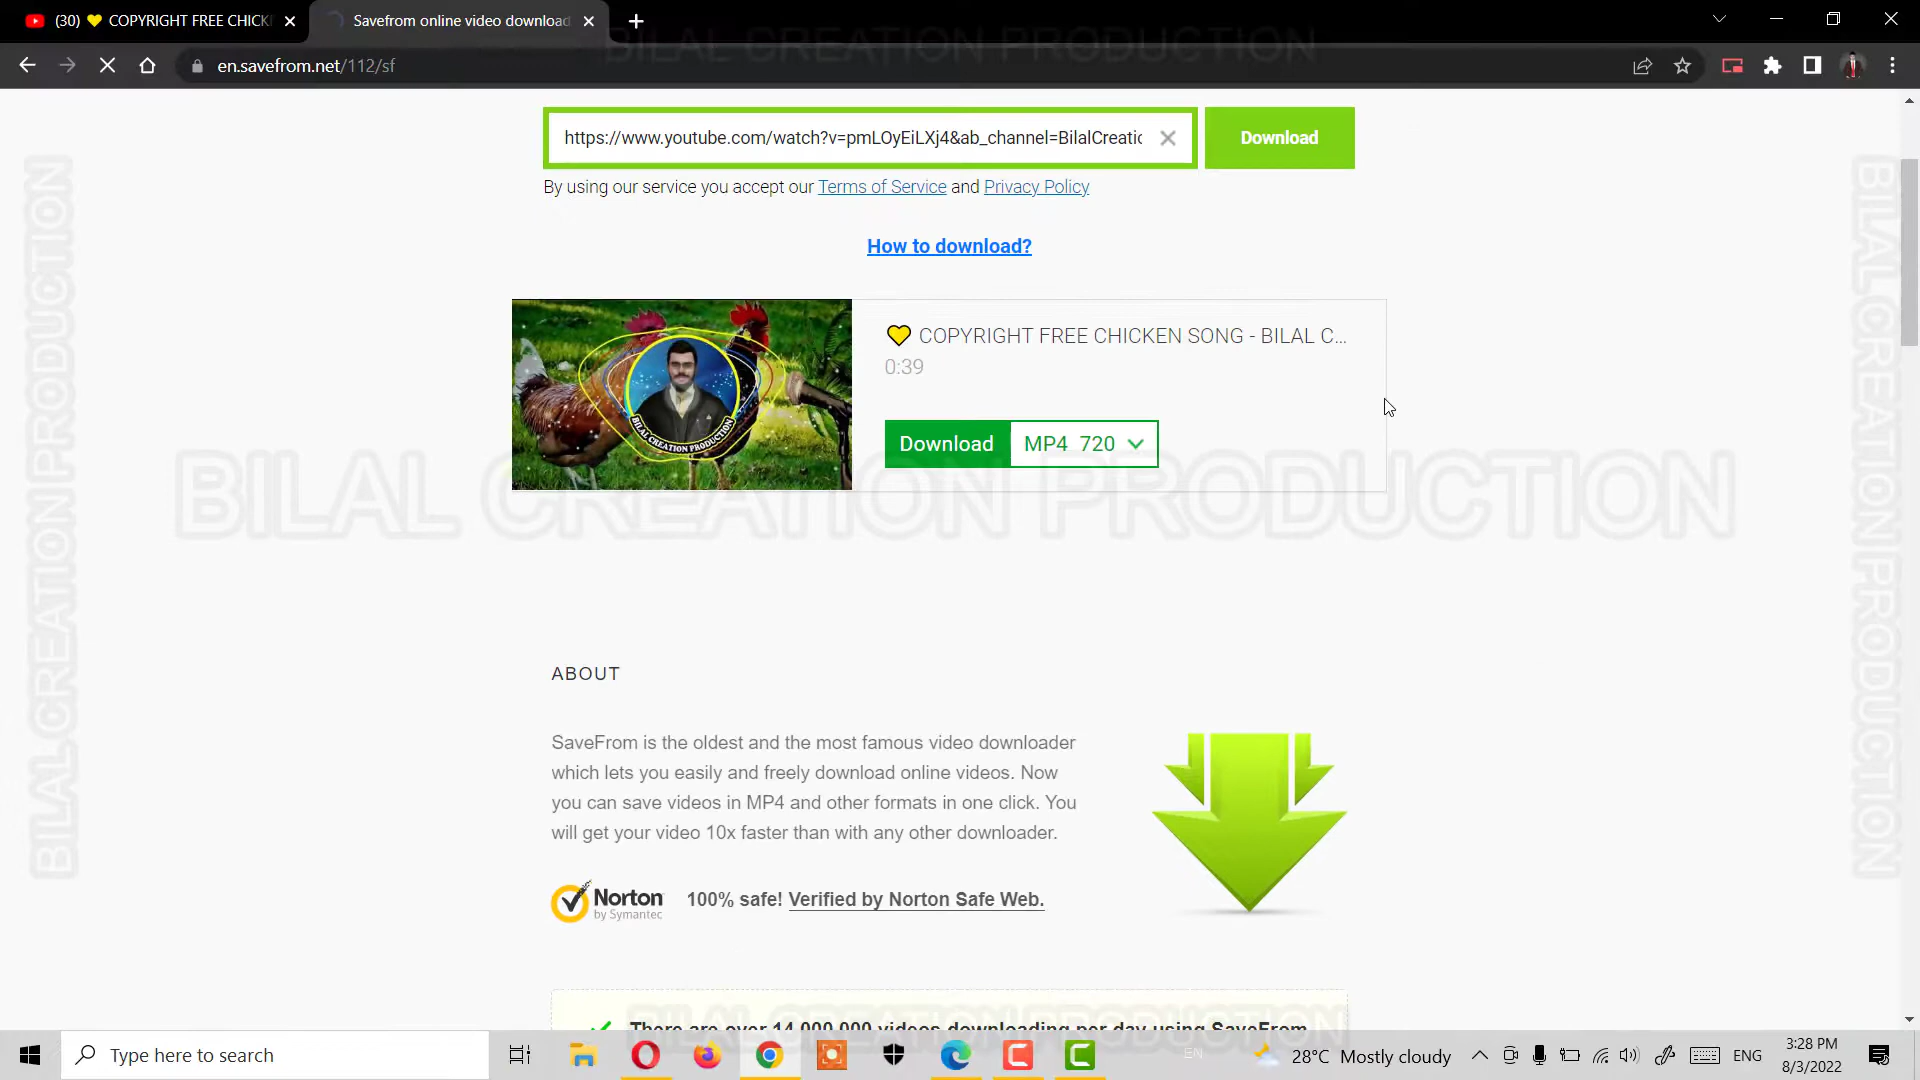 (30) 💛 COPYRIGHT FREE CHICK
Savefrom online video download
BILAL CREATION PRODUCTION
en.savefrom.net/112/sf
https://www.youtube.com/watch?v=pmLOyEiLXj4&ab_channel=BilalCreatic
Download
By using our service you accept our Terms of Service and Privacy Policy
How to download?
💛 COPYRIGHT FREE CHICKEN SONG - BILAL C...
0:39
BILAL CREATION PRODUCTION
Download MP4 720
BILAL CREATION PRODUCTION
BILAL CREATION PRODUCTION
BILAL CREATION PRODUCTION
ABOUT
SaveFrom is the oldest and the most famous video downloader
which lets you easily and freely download online videos. Now
you can save videos in MP4 and other formats in one click. You
will get your video 10x faster than with any other downloader.
Norton
by Symantec
100% safe! Verified by Norton Safe Web.
There are over 14 000 000 videos downloading per day using SaveFrom
BILAL CREATION PRODUCTION
Type here to search
EN
28°C Mostly cloudy
ENG
3:28 PM
8/3/2022